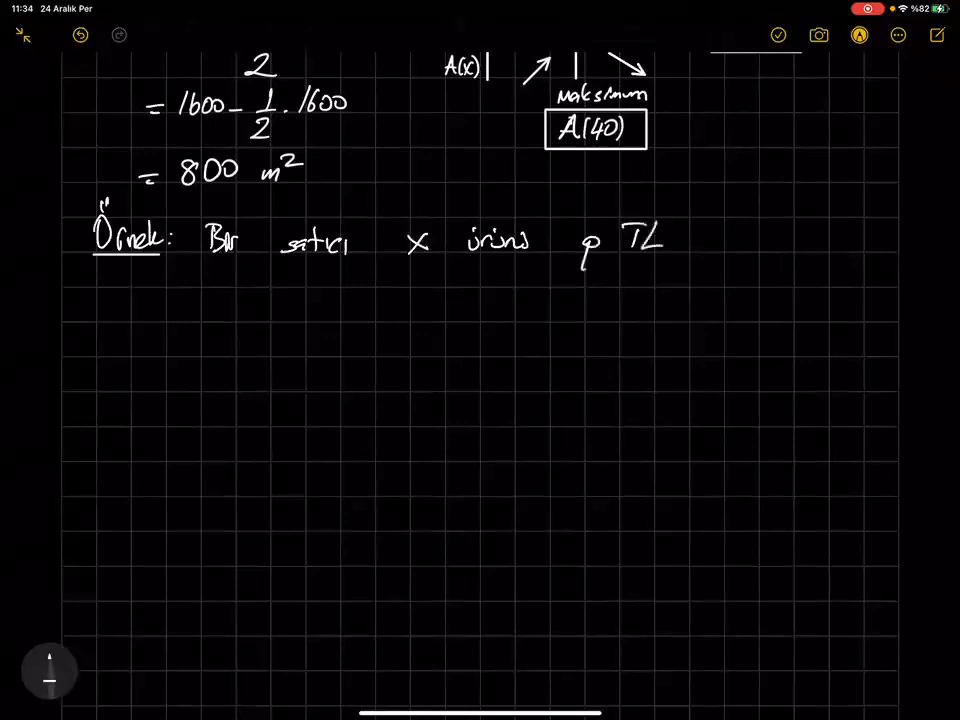 11:34 24 Aralık Per %82
2
A(x)
= 1600 - 1/2 . 1600
maksimum
A(40)
= 800 m²
Örnek: Bir satıcı x ürünü p TL